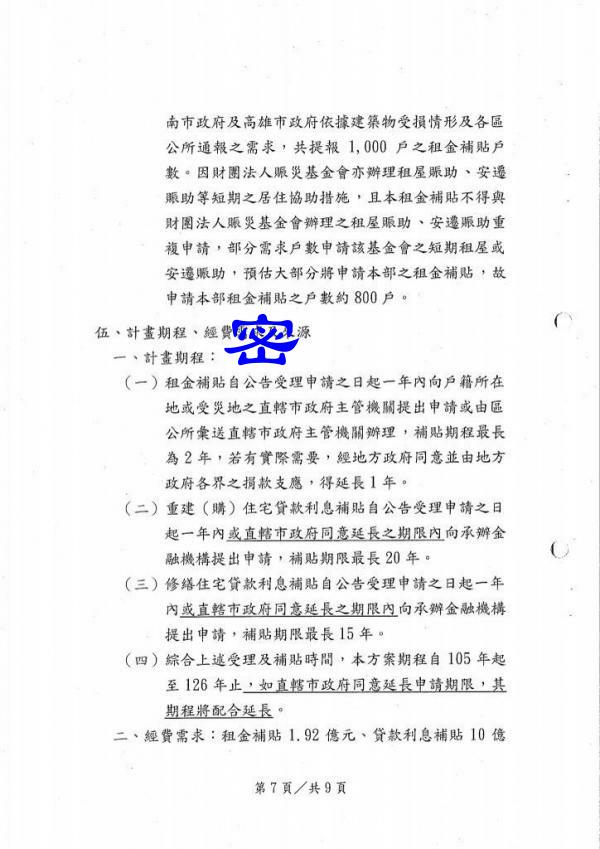 南市政府及高雄市政府依據建築物受損情形及各區
公所通報之需求，共提報 1,000 戶之租金補貼戶
數。因財團法人賑災基金會亦辦理租屋賑助、安遷
賑助等短期之居住協助措施，且本租金補貼不得與
財團法人賑災基金會辦理之租屋賑助、安遷賑助重
複申請，部分需求戶數申請該基金會之短期租屋或
安遷賑助，預估大部分將申請本部之租金補貼，故
申請本部租金補貼之戶數約 800 戶。
伍、計畫期程、經費 源
密
一、計畫期程：
（一）租金補貼自公告受理申請之日起一年內向戶籍所在
地或受災地之直轄市政府主管機關提出申請或由區
公所彙送直轄市政府主管機關辦理，補貼期程最長
為 2 年，若有實際需要，經地方政府同意並由地方
政府各界之捐款支應，得延長 1 年。
（二）重建（購）住宅貸款利息補貼自公告受理申請之日
起一年內或直轄市政府同意延長之期限內向承辦金
融機構提出申請，補貼期限最長 20 年。
（三）修繕住宅貸款利息補貼自公告受理申請之日起一年
內或直轄市政府同意延長之期限內向承辦金融機構
提出申請，補貼期限最長 15 年。
（四）綜合上述受理及補貼時間，本方案期程自 105 年起
至 126 年止，如直轄市政府同意延長申請期限，其
期程將配合延長。
二、經費需求：租金補貼 1.92 億元、貸款利息補貼 10 億
第 7 頁／共 9 頁